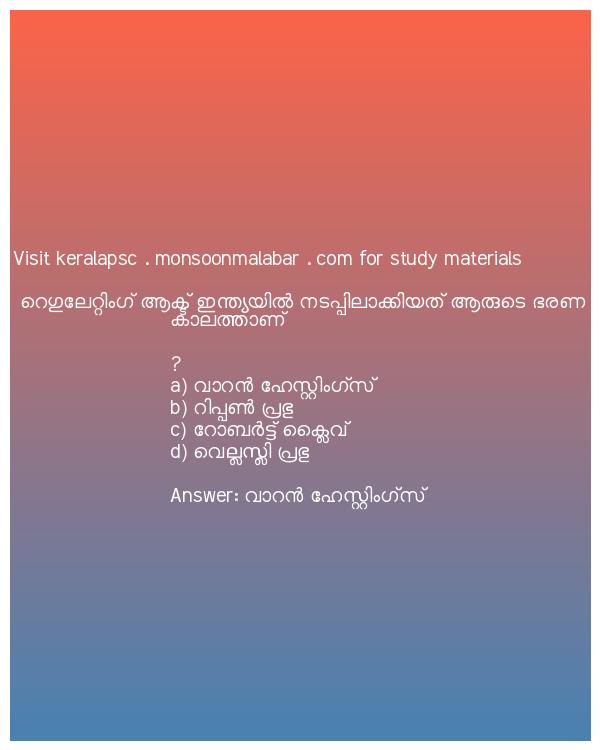 Visit keralapsc . monsoonmalabar . com for study materials
റെഗുലേറ്റിംഗ് ആക്ട് ഇന്ത്യയിൽ നടപ്പിലാക്കിയത് ആരുടെ ഭരണ
കാലത്താണ്
?
a) വാറൻ ഹേസ്റ്റിംഗ്സ്
b) റിപ്പൺ പ്രഭു
c) റോബർട്ട് ക്ലൈവ്
d) വെല്ലസ്ലി പ്രഭു
Answer: വാറൻ ഹേസ്റ്റിംഗ്സ്